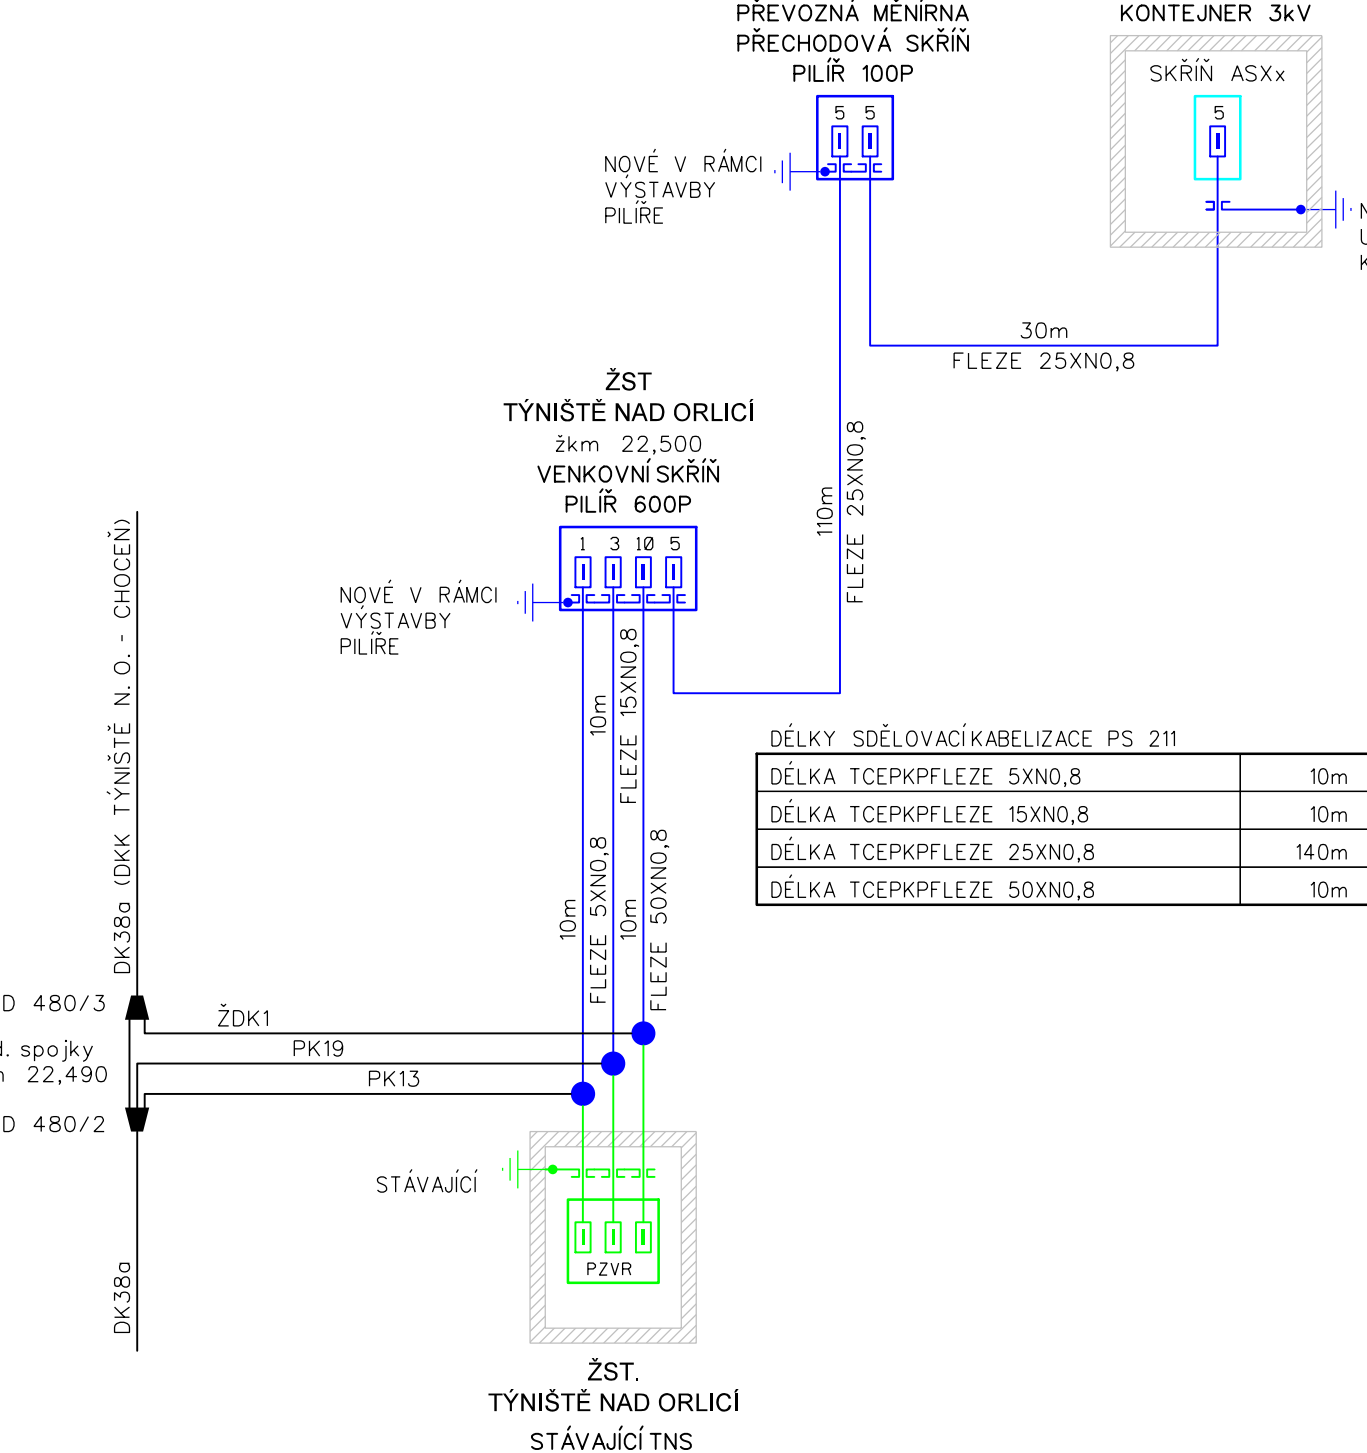 PŘEVOZNÁ MĚNÍRNA
PŘECHODOVÁ SKŘÍŇ
PILÍŘ 100P
5 5
KONTEJNER 3kV
SKŘÍŇ ASXx
5
NOVÉ V RÁMCI
VÝSTAVBY
PILÍŘE
N
U
K
30m
FLEZE 25XN0,8
ŽST
TÝNIŠTĚ NAD ORLICÍ
žkm 22,500
VENKOVNÍ SKŘÍŇ
PILÍŘ 600P
1 3 10 5
NOVÉ V RÁMCI
VÝSTAVBY
PILÍŘE
110m
FLEZE 25XN0,8
10m
FLEZE 15XN0,8
10m
FLEZE 5XN0,8
10m
FLEZE 50XN0,8
DÉLKY SDĚLOVACÍ KABELIZACE PS 211
DÉLKA TCEPKPFLEZE 5XN0,8 10m
DÉLKA TCEPKPFLEZE 15XN0,8 10m
DÉLKA TCEPKPFLEZE 25XN0,8 140m
DÉLKA TCEPKPFLEZE 50XN0,8 10m
DK38a (DKK TÝNIŠTĚ N. O. - CHOCEŇ)
D 480/3
d. spojky
22,490
D 480/2
ŽDK1
PK19
PK13
DK38a
STÁVAJÍCÍ
PZVR
ŽST.
TÝNIŠTĚ NAD ORLICÍ
STÁVAJÍCÍ TNS